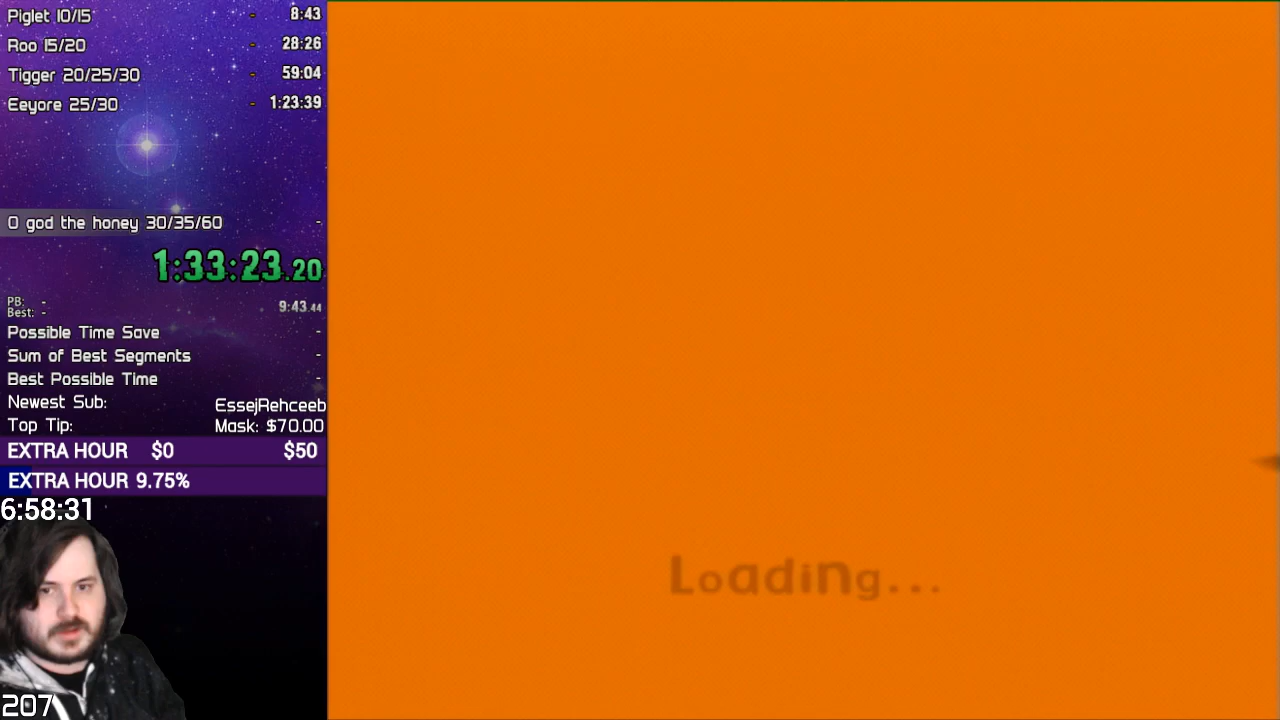 Piglet 10/15 - 8:43
Roo 15/20 - 28:26
Tigger 20/25/30 - 59:04
Eeyore 25/30 - 1:23:39
O god the honey 30/35/60 -
1:33:23.20
PB: - 9:43.44
Best: -
Possible Time Save -
Sum of Best Segments -
Best Possible Time -
Newest Sub: EssejRehceeb
Top Tip: Mask: $70.00
EXTRA HOUR $0 $50
EXTRA HOUR 9.75%
6:58:31
207
Loading...